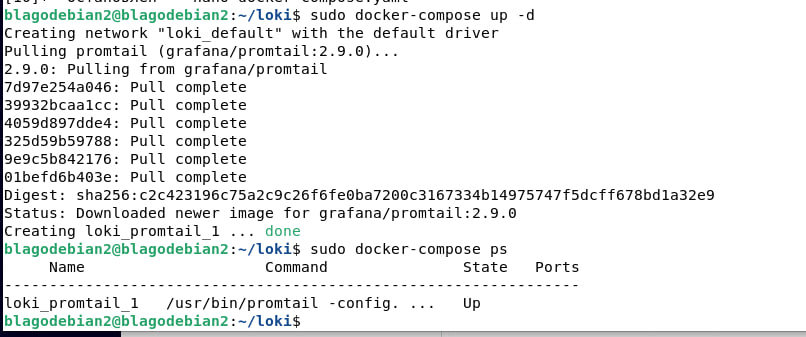 blagodebian2@blagodebian2:~/loki$ sudo docker-compose up -d
Creating network "loki_default" with the default driver
Pulling promtail (grafana/promtail:2.9.0)...
2.9.0: Pulling from grafana/promtail
7d97e254a046: Pull complete
39932bcaa1cc: Pull complete
4059d897dde4: Pull complete
325d59b59788: Pull complete
9e9c5b842176: Pull complete
01befd6b403e: Pull complete
Digest: sha256:c2c423196c75a2c9c26f6fe0ba7200c3167334b14975747f5dcff678bd1a32e9
Status: Downloaded newer image for grafana/promtail:2.9.0
Creating loki_promtail_1 ... done
blagodebian2@blagodebian2:~/loki$ sudo docker-compose ps
     Name                    Command               State   Ports
----------------------------------------------------------------
loki_promtail_1   /usr/bin/promtail -config. ...   Up
blagodebian2@blagodebian2:~/loki$